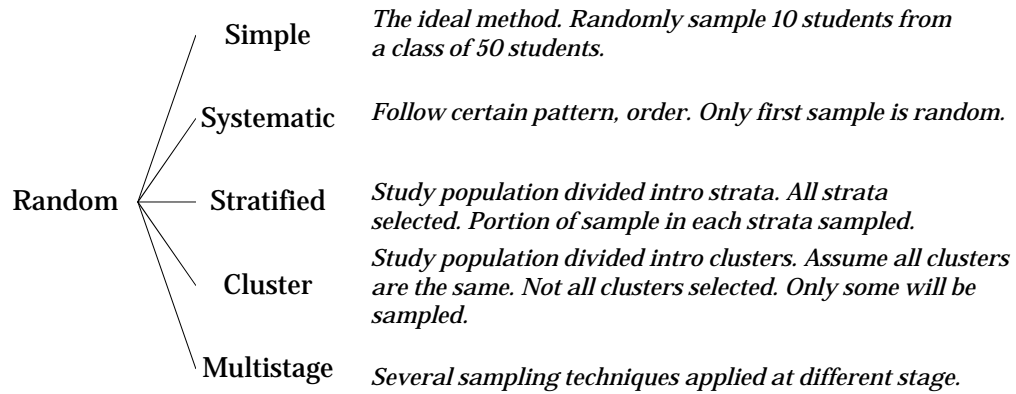 Simple
The ideal method. Randomly sample 10 students from
a class of 50 students.
Systematic
Follow certain pattern, order. Only first sample is random.
Random
Stratified
Study population divided intro strata. All strata
selected. Portion of sample in each strata sampled.
Cluster
Study population divided intro clusters. Assume all clusters
are the same. Not all clusters selected. Only some will be
sampled.
Multistage
Several sampling techniques applied at different stage.